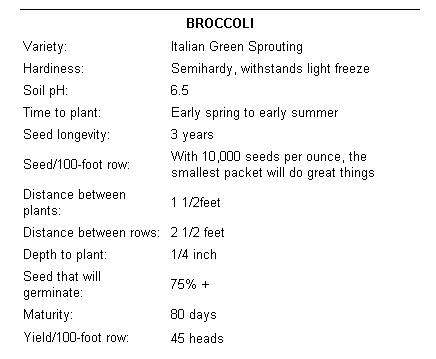 BROCCOLI
Variety: Italian Green Sprouting
Hardiness: Semihardy, withstands light freeze
Soil pH: 6.5
Time to plant: Early spring to early summer
Seed longevity: 3 years
Seed/100-foot row: With 10,000 seeds per ounce, the
smallest packet will do great things
Distance between
plants: 1 1/2feet
Distance between rows: 2 1/2 feet
Depth to plant: 1/4 inch
Seed that will
germinate: 75% +
Maturity: 80 days
Yield/100-foot row: 45 heads